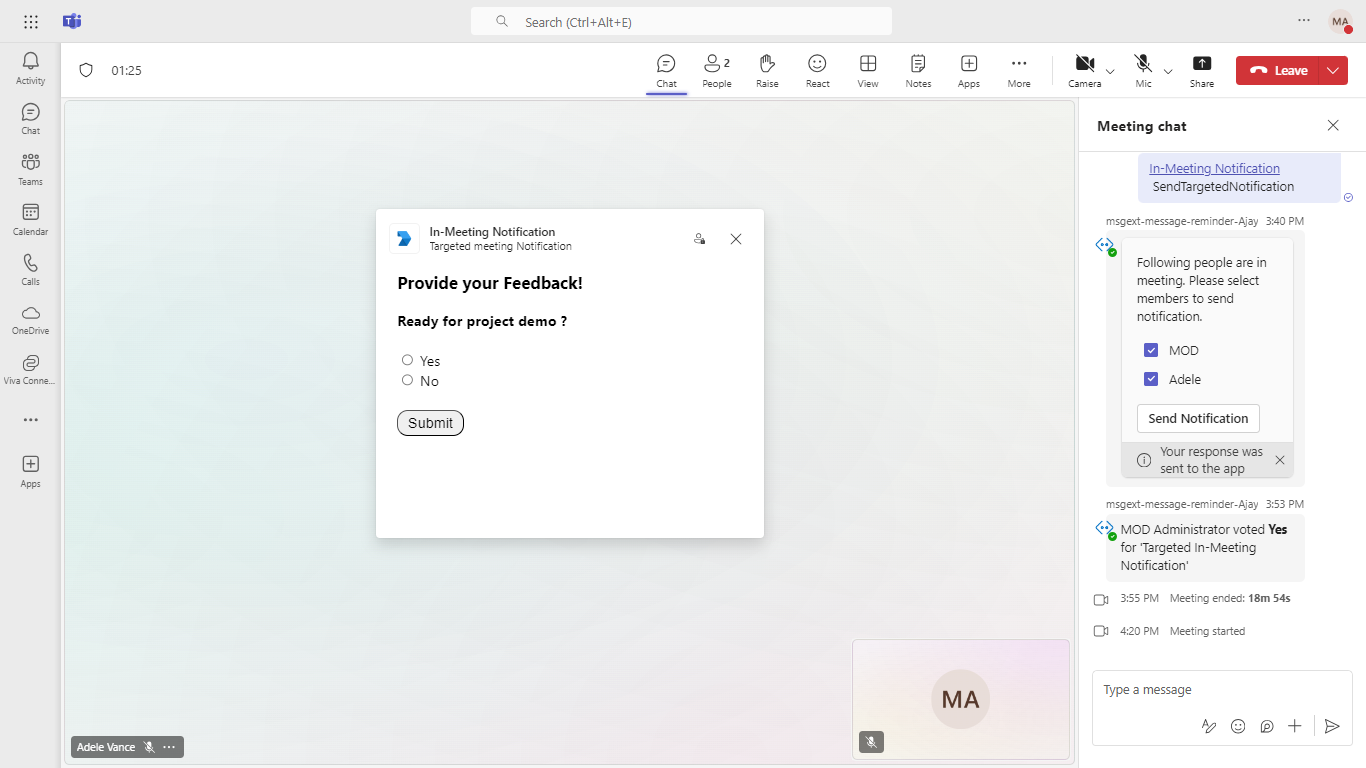 Search (Ctrl+Alt+E)
MA
Activity
Chat
Teams
Calendar
Calls
OneDrive
Viva Conne...
Apps
01:25
Chat
2
People
Raise
React
View
Notes
Apps
More
Camera
Mic
Share
Leave
In-Meeting Notification
Targeted meeting Notification
Provide your Feedback!
Ready for project demo ?
Yes
No
Submit
Adele Vance
MA
Meeting chat
In-Meeting Notification
SendTargetedNotification
msgext-message-reminder-Ajay 3:40 PM
Following people are in
meeting. Please select
members to send
notification.
MOD
Adele
Send Notification
Your response was
sent to the app
msgext-message-reminder-Ajay 3:53 PM
MOD Administrator voted Yes
for 'Targeted In-Meeting
Notification'
3:55 PM Meeting ended: 18m 54s
4:20 PM Meeting started
Type a message